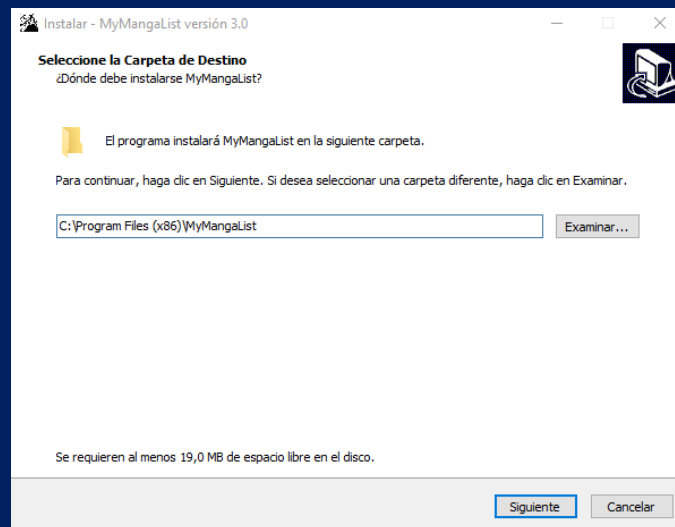 Instalar - MyMangaList versión 3.0
Seleccione la Carpeta de Destino
¿Dónde debe instalarse MyMangaList?
El programa instalará MyMangaList en la siguiente carpeta.
Para continuar, haga clic en Siguiente. Si desea seleccionar una carpeta diferente, haga clic en Examinar.
C:\Program Files (x86)\MyMangaList
Examinar...
Se requieren al menos 19,0 MB de espacio libre en el disco.
Siguiente
Cancelar